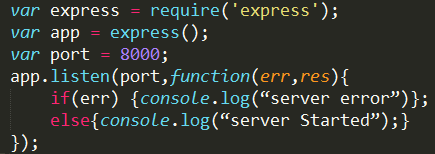 var express = require('express');
var app = express();
var port = 8000;
app.listen(port,function(err,res){
    if(err) {console.log(“server error”)};
    else{console.log(“server Started”);}
});